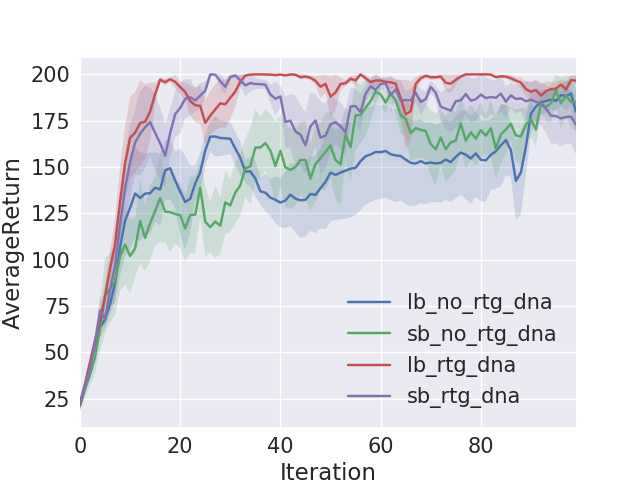 200
175
150
125
100
75
50
25
AverageReturn
lb_no_rtg_dna
sb_no_rtg_dna
lb_rtg_dna
sb_rtg_dna
0 20 40 60 80
Iteration